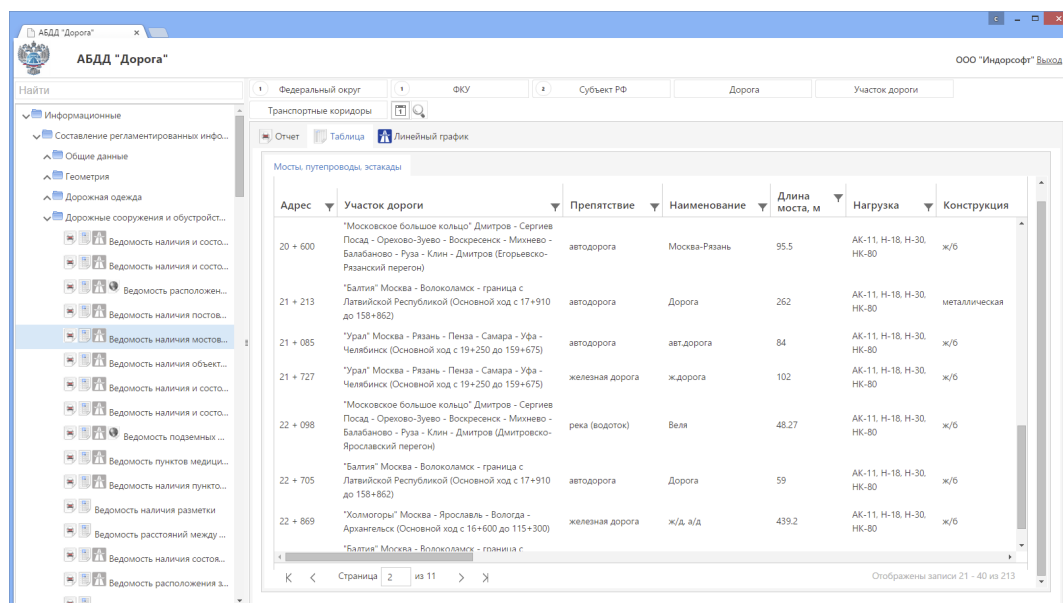 АБДД "Дорога"
АБДД "Дорога"
ООО "Индорсофт" Выход
Найти
1 Федеральный округ 1 ФКУ 2 Субъект РФ Дорога Участок дороги
Транспортные коридоры 1
Информационные
Составление регламентированных инфо...
Общие данные
Геометрия
Дорожная одежда
Дорожные сооружения и обустройст...
Ведомость наличия и состо...
Ведомость наличия и состо...
Ведомость расположен...
Ведомость наличия постов...
Ведомость наличия мостов...
Ведомость наличия объект...
Ведомость наличия и состо...
Ведомость наличия и состо...
Ведомость подземных ...
Ведомость пунктов медици...
Ведомость наличия пункто...
Ведомость наличия разметки
Ведомость расстояний между ...
Ведомость наличия состоя...
Ведомость расположения з...
Отчет Таблица Линейный график
Мосты, путепроводы, эстакады
Адрес Участок дороги Препятствие Наименование Длина моста, м Нагрузка Конструкция
"Московское большое кольцо" Дмитров - Сергиев
Посад - Орехово-Зуево - Воскресенск - Михнево -
20 + 600 Балабаново - Руза - Клин - Дмитров (Егорьевско- автодорога Москва-Рязань 95.5 АК-11, Н-18, Н-30, НК-80 ж/б
Рязанский перегон)
"Балтия" Москва - Волоколамск - граница с
21 + 213 Латвийской Республикой (Основной ход с 17+910 автодорога Дорога 262 АК-11, Н-18, Н-30, НК-80 металлическая
до 158+862)
"Урал" Москва - Рязань - Пенза - Самара - Уфа -
21 + 085 Челябинск (Основной ход с 19+250 до 159+675) автодорога авт.дорога 84 АК-11, Н-18, Н-30, НК-80 ж/б
"Урал" Москва - Рязань - Пенза - Самара - Уфа -
21 + 727 Челябинск (Основной ход с 19+250 до 159+675) железная дорога ж.дорога 102 АК-11, Н-18, Н-30, НК-80 ж/б
"Московское большое кольцо" Дмитров - Сергиев
Посад - Орехово-Зуево - Воскресенск - Михнево -
22 + 098 Балабаново - Руза - Клин - Дмитров (Дмитровско- река (водоток) Веля 48.27 АК-11, Н-18, Н-30, НК-80 ж/б
Ярославский перегон)
"Балтия" Москва - Волоколамск - граница с
22 + 705 Латвийской Республикой (Основной ход с 17+910 автодорога Дорога 59 АК-11, Н-18, Н-30, НК-80 ж/б
до 158+862)
"Холмогоры" Москва - Ярославль - Вологда -
22 + 869 Архангельск (Основной ход с 16+600 до 115+300) железная дорога ж/д, а/д 439.2 АК-11, Н-18, Н-30, НК-80 ж/б
"Балтия" Москва - Волоколамск - граница с
Страница 2 из 11 Отображены записи 21 - 40 из 213